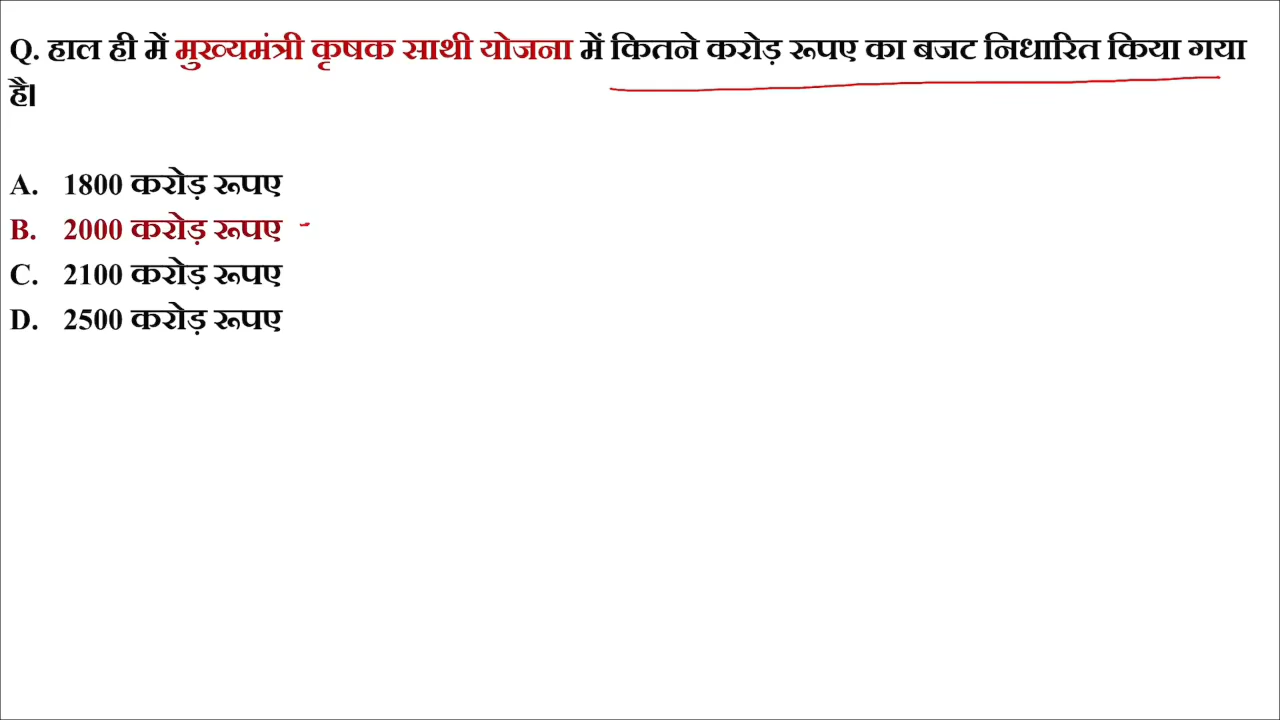 Q. हाल ही में मुख्यमंत्री कृषक साथी योजना में कितने करोड़ रूपए का बजट निधारित किया गया
है।
A. 1800 करोड़ रूपए
B. 2000 करोड़ रूपए
C. 2100 करोड़ रूपए
D. 2500 करोड़ रूपए